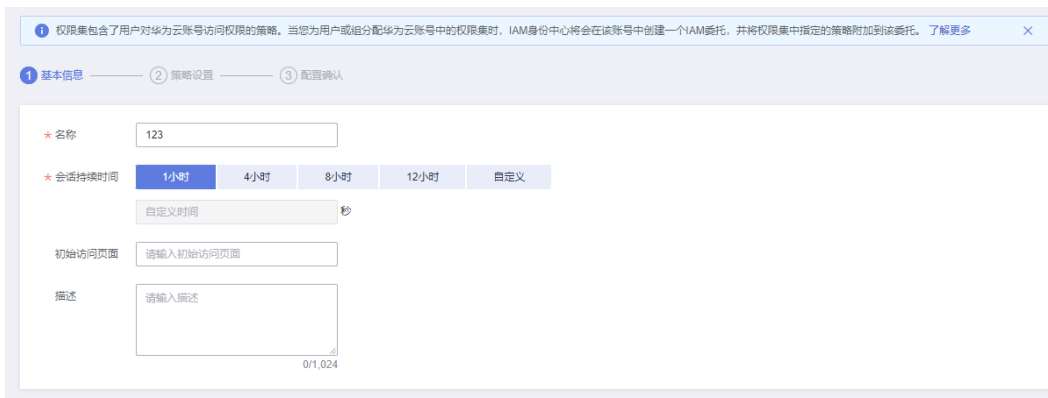 权限集包含了用户对华为云账号访问权限的策略。当您为用户或组分配华为云账号中的权限集时，IAM身份中心将会在该账号中创建一个IAM委托，并将权限集中指定的策略附加到该委托。 了解更多
1 基本信息 2 策略设置 3 配置确认
* 名称 123
* 会话持续时间 1小时 4小时 8小时 12小时 自定义
自定义时间 秒
初始访问页面 请输入初始访问页面
描述 请输入描述
0/1,024